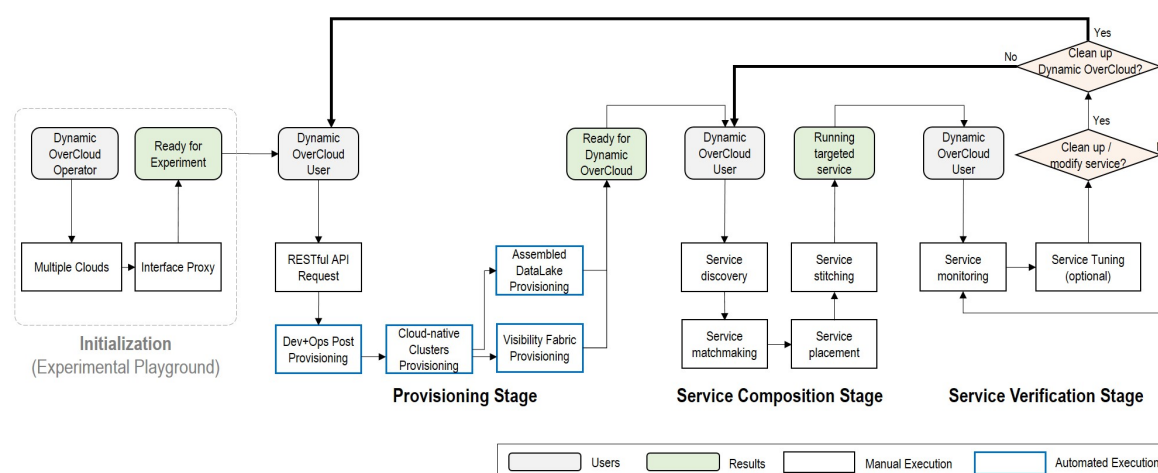 Yes
No
Clean up
Dynamic OverCloud?
Dynamic
OverCloud
Operator
Ready for
Experiment
Dynamic
OverCloud
User
Ready for
Dynamic
OverCloud
Dynamic
OverCloud
User
Running
targeted
service
Dynamic
OverCloud
User
Yes
Clean up /
modify service?
Multiple Clouds
Interface Proxy
RESTful API
Request
Assembled
DataLake
Provisioning
Service
discovery
Service
stitching
Service
monitoring
Service Tuning
(optional)
Dev+Ops Post
Provisioning
Cloud-native
Clusters
Provisioning
Visibility Fabric
Provisioning
Service
matchmaking
Service
placement
Initialization
(Experimental Playground)
Provisioning Stage
Service Composition Stage
Service Verification Stage
Users
Results
Manual Execution
Automated Execution